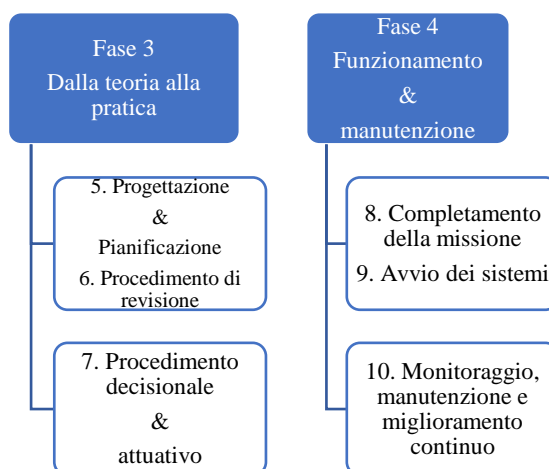 Fase 3
Dalla teoria alla
pratica
5. Progettazione
&
Pianificazione
6. Procedimento di
revisione
7. Procedimento
decisionale
&
attuativo
Fase 4
Funzionamento
&
manutenzione
8. Completamento
della missione
9. Avvio dei sistemi
10. Monitoraggio,
manutenzione e
miglioramento
continuo